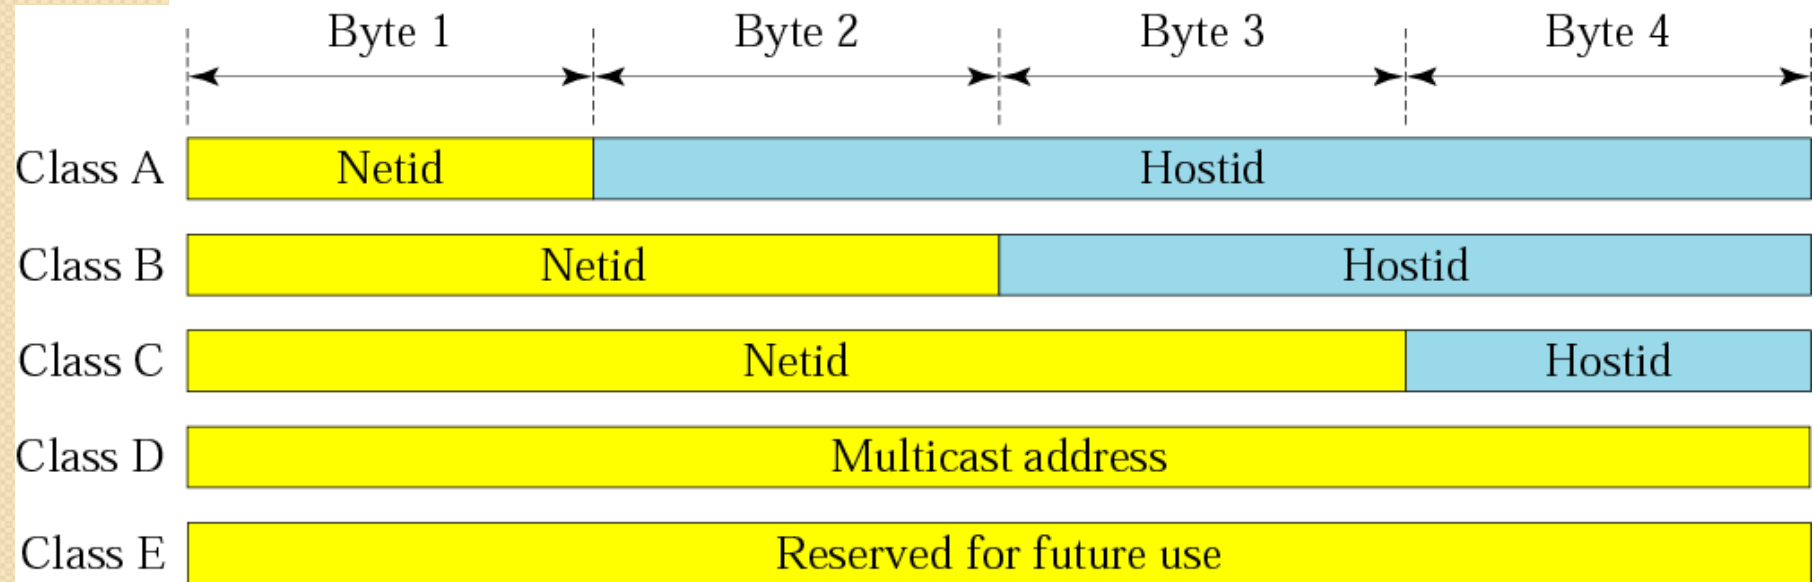 Byte 1 Byte 2 Byte 3 Byte 4
Class A Netid Hostid
Class B Netid Hostid
Class C Netid Hostid
Class D Multicast address
Class E Reserved for future use